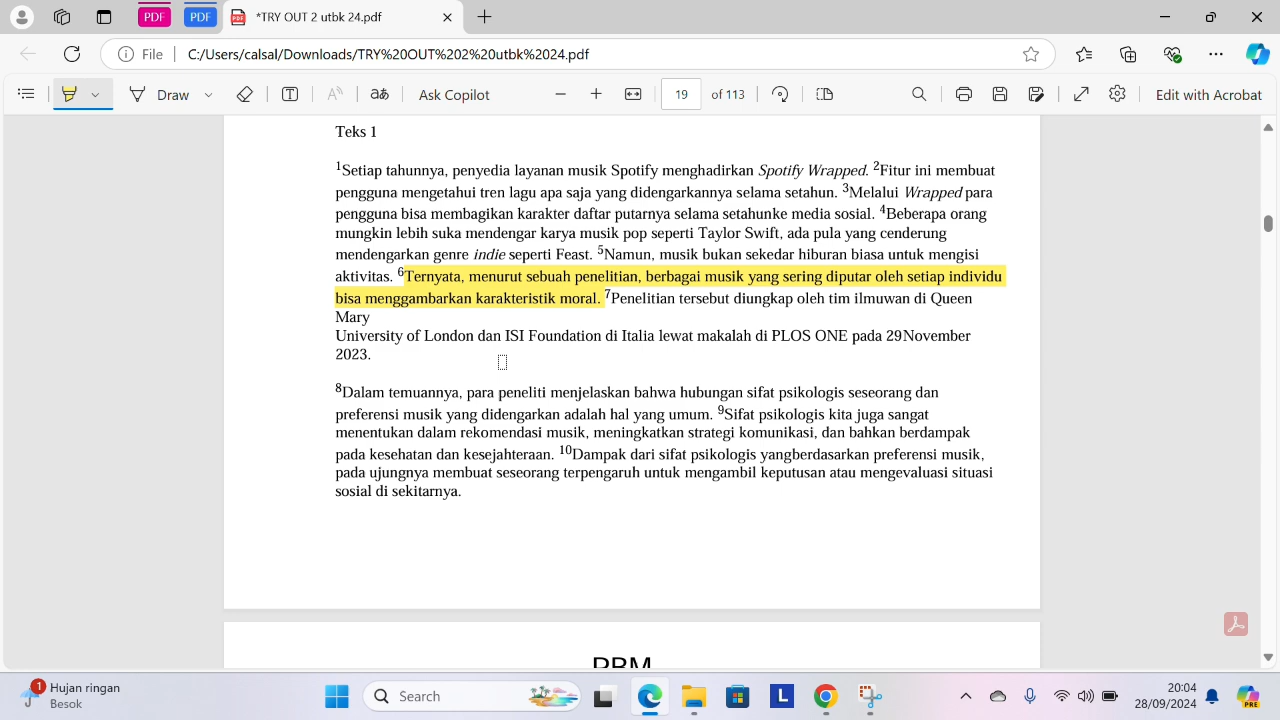 PDF
PDF
PDF
*TRY OUT 2 utbk 24.pdf
File
C:/Users/calsal/Downloads/TRY%20OUT%202%20utbk%2024.pdf
Draw
Ask Copilot
19 of 113
Edit with Acrobat
Teks 1
1Setiap tahunnya, penyedia layanan musik Spotify menghadirkan Spotify Wrapped. 2Fitur ini membuat
pengguna mengetahui tren lagu apa saja yang didengarkannya selama setahun. 3Melalui Wrapped para
pengguna bisa membagikan karakter daftar putarnya selama setahunke media sosial. 4Beberapa orang
mungkin lebih suka mendengar karya musik pop seperti Taylor Swift, ada pula yang cenderung
mendengarkan genre indie seperti Feast. 5Namun, musik bukan sekedar hiburan biasa untuk mengisi
aktivitas. 6Ternyata, menurut sebuah penelitian, berbagai musik yang sering diputar oleh setiap individu
bisa menggambarkan karakteristik moral. 7Penelitian tersebut diungkap oleh tim ilmuwan di Queen
Mary
University of London dan ISI Foundation di Italia lewat makalah di PLOS ONE pada 29November
2023.
8Dalam temuannya, para peneliti menjelaskan bahwa hubungan sifat psikologis seseorang dan
preferensi musik yang didengarkan adalah hal yang umum. 9Sifat psikologis kita juga sangat
menentukan dalam rekomendasi musik, meningkatkan strategi komunikasi, dan bahkan berdampak
pada kesehatan dan kesejahteraan. 10Dampak dari sifat psikologis yangberdasarkan preferensi musik,
pada ujungnya membuat seseorang terpengaruh untuk mengambil keputusan atau mengevaluasi situasi
sosial di sekitarnya.
PBM
1
Hujan ringan
Besok
Search
L
20:04
28/09/2024
PRE